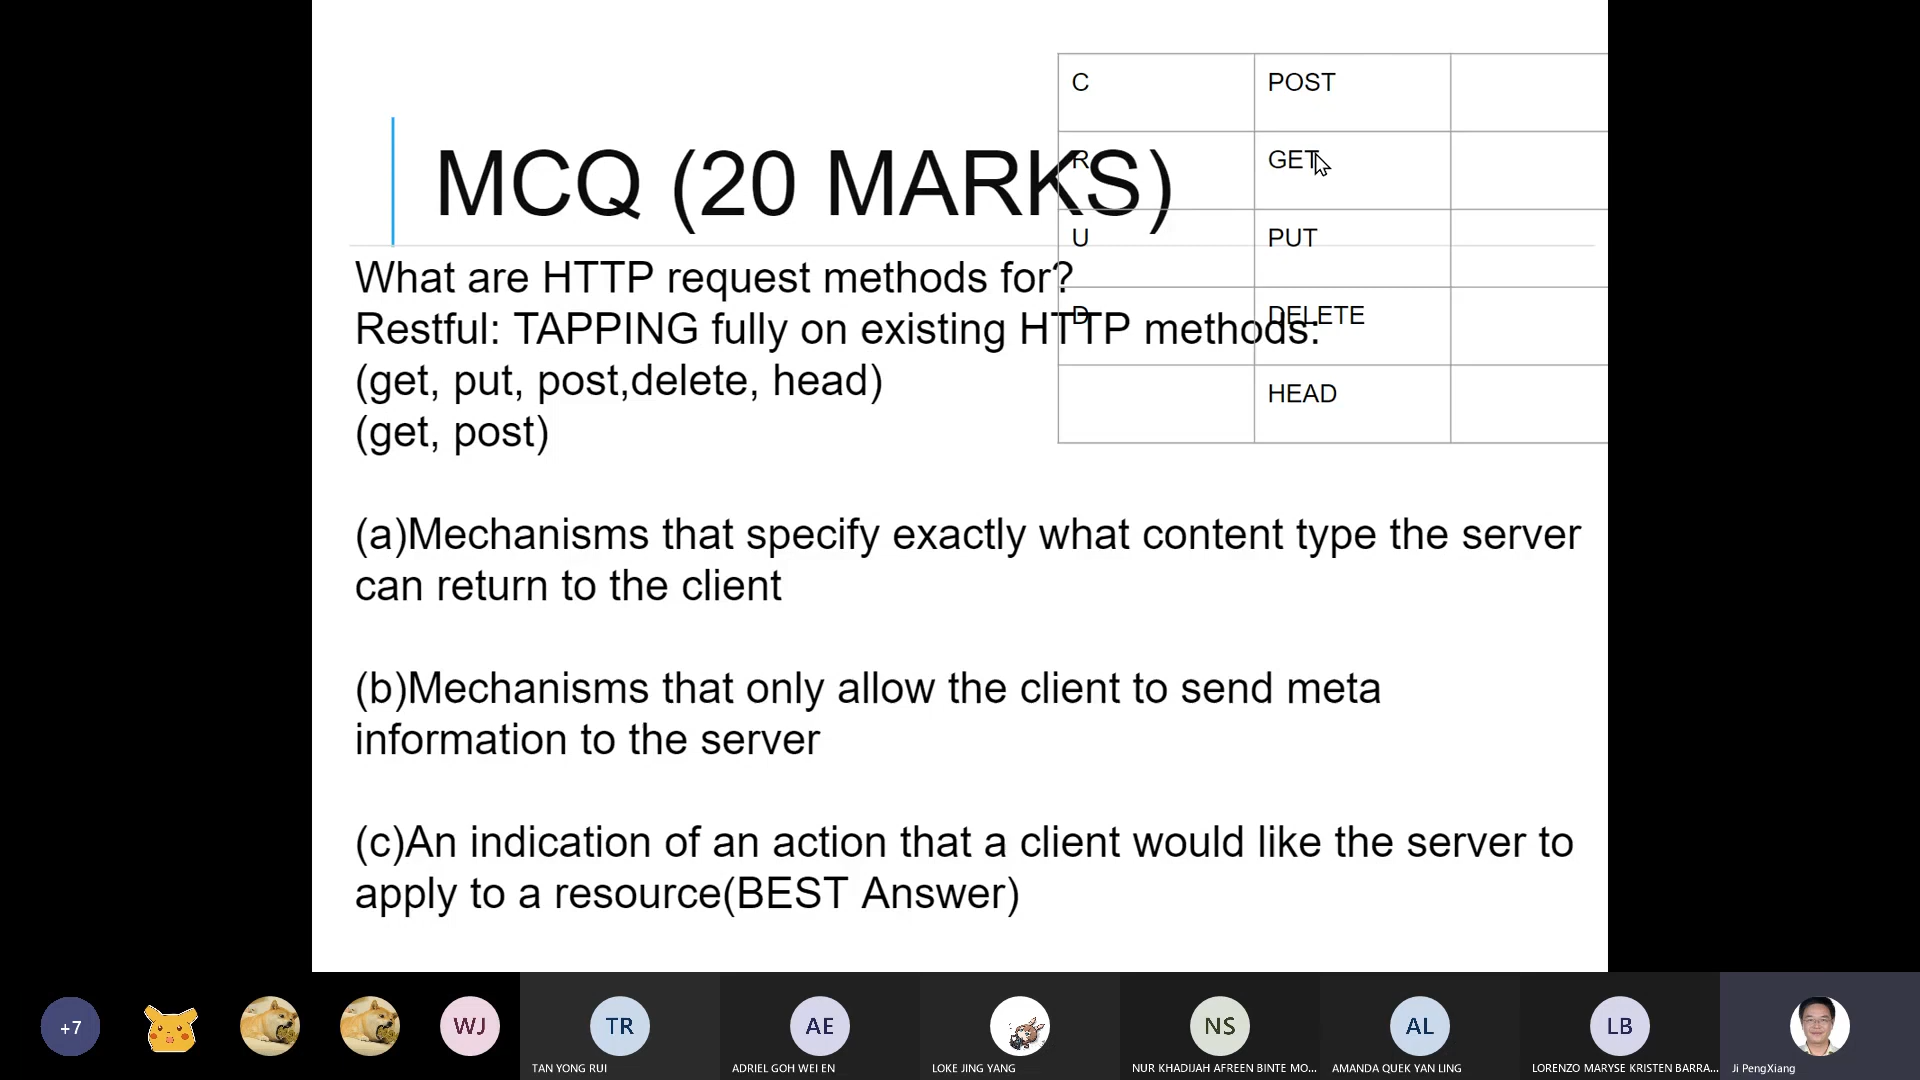 C POST
R GET
U PUT
D DELETE
HEAD
MCQ (20 MARKS)
What are HTTP request methods for?
Restful: TAPPING fully on existing HTTP methods:
(get, put, post,delete, head)
(get, post)
(a)Mechanisms that specify exactly what content type the server
can return to the client
(b)Mechanisms that only allow the client to send meta
information to the server
(c)An indication of an action that a client would like the server to
apply to a resource(BEST Answer)
+7 WJ TR AE NS AL LB
TAN YONG RUI ADRIEL GOH WEI EN LOKE JING YANG NUR KHADIJAH AFREEN BINTE MO... AMANDA QUEK YAN LING LORENZO MARYSE KRISTEN BARRA... Ji PengXiang